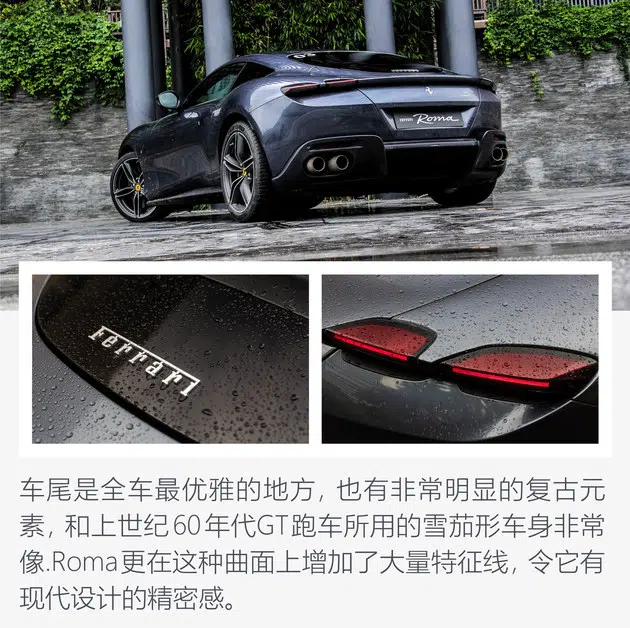 FERRARI Roma
Ferrari
车尾是全车最优雅的地方，也有非常明显的复古元
素，和上世纪60年代GT跑车所用的雪茄形车身非常
像.Roma更在这种曲面上增加了大量特征线，令它有
现代设计的精密感。